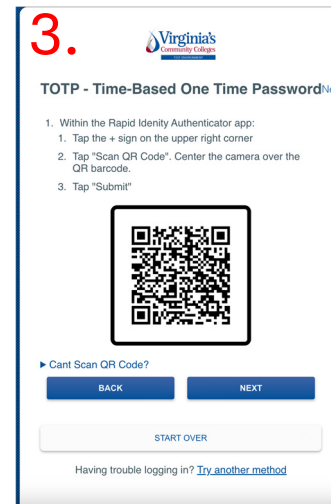 3.
Virginia's
Community Colleges
TOTP - Time-Based One Time Password
1. Within the Rapid Idenity Authenticator app:
1. Tap the + sign on the upper right corner
2. Tap "Scan QR Code". Center the camera over the
QR barcode.
3. Tap "Submit"
Cant Scan QR Code?
BACK NEXT
START OVER
Having trouble logging in? Try another method